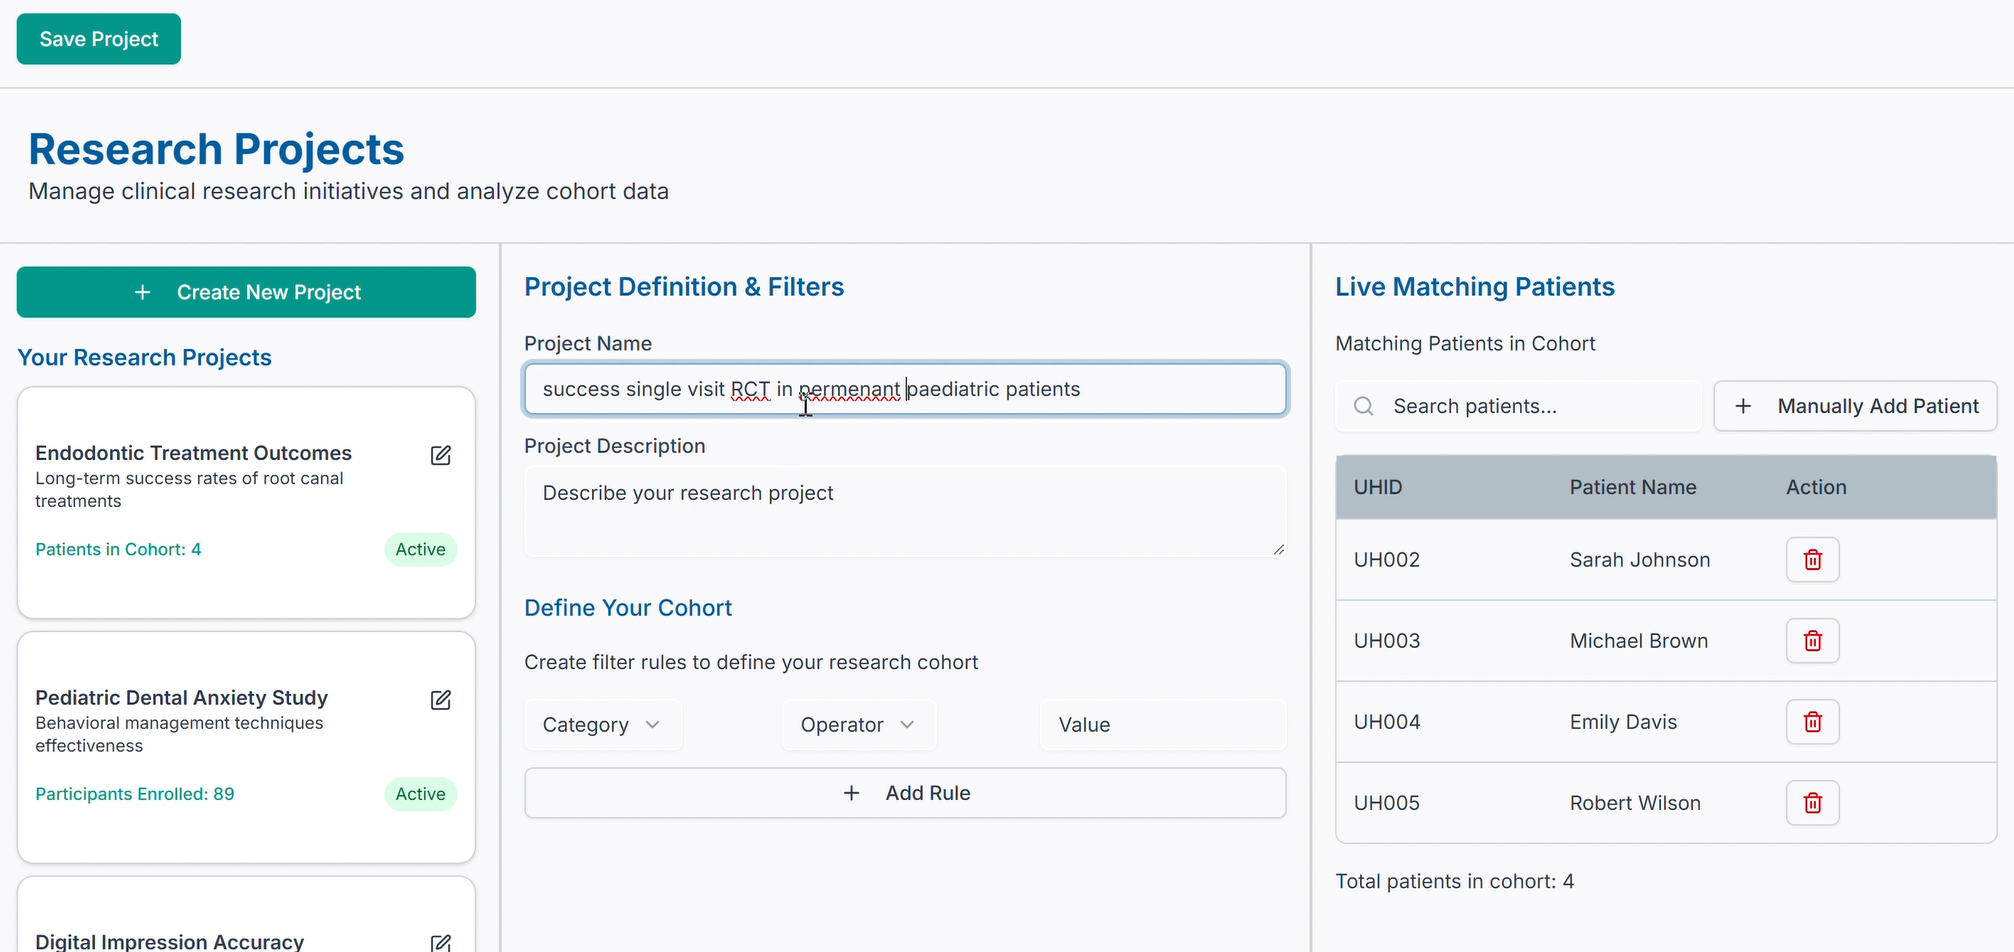 Save Project
Research Projects
Manage clinical research initiatives and analyze cohort data
+ Create New Project
Your Research Projects
Endodontic Treatment Outcomes
Long-term success rates of root canal
treatments
Patients in Cohort: 4
Active
Pediatric Dental Anxiety Study
Behavioral management techniques
effectiveness
Participants Enrolled: 89
Active
Digital Impression Accuracy
Project Definition & Filters
Project Name
success single visit RCT in permenant paediatric patients
Project Description
Describe your research project
Define Your Cohort
Create filter rules to define your research cohort
Category
Operator
Value
+ Add Rule
Live Matching Patients
Matching Patients in Cohort
Search patients...
+ Manually Add Patient
UHID Patient Name Action
UH002 Sarah Johnson
UH003 Michael Brown
UH004 Emily Davis
UH005 Robert Wilson
Total patients in cohort: 4